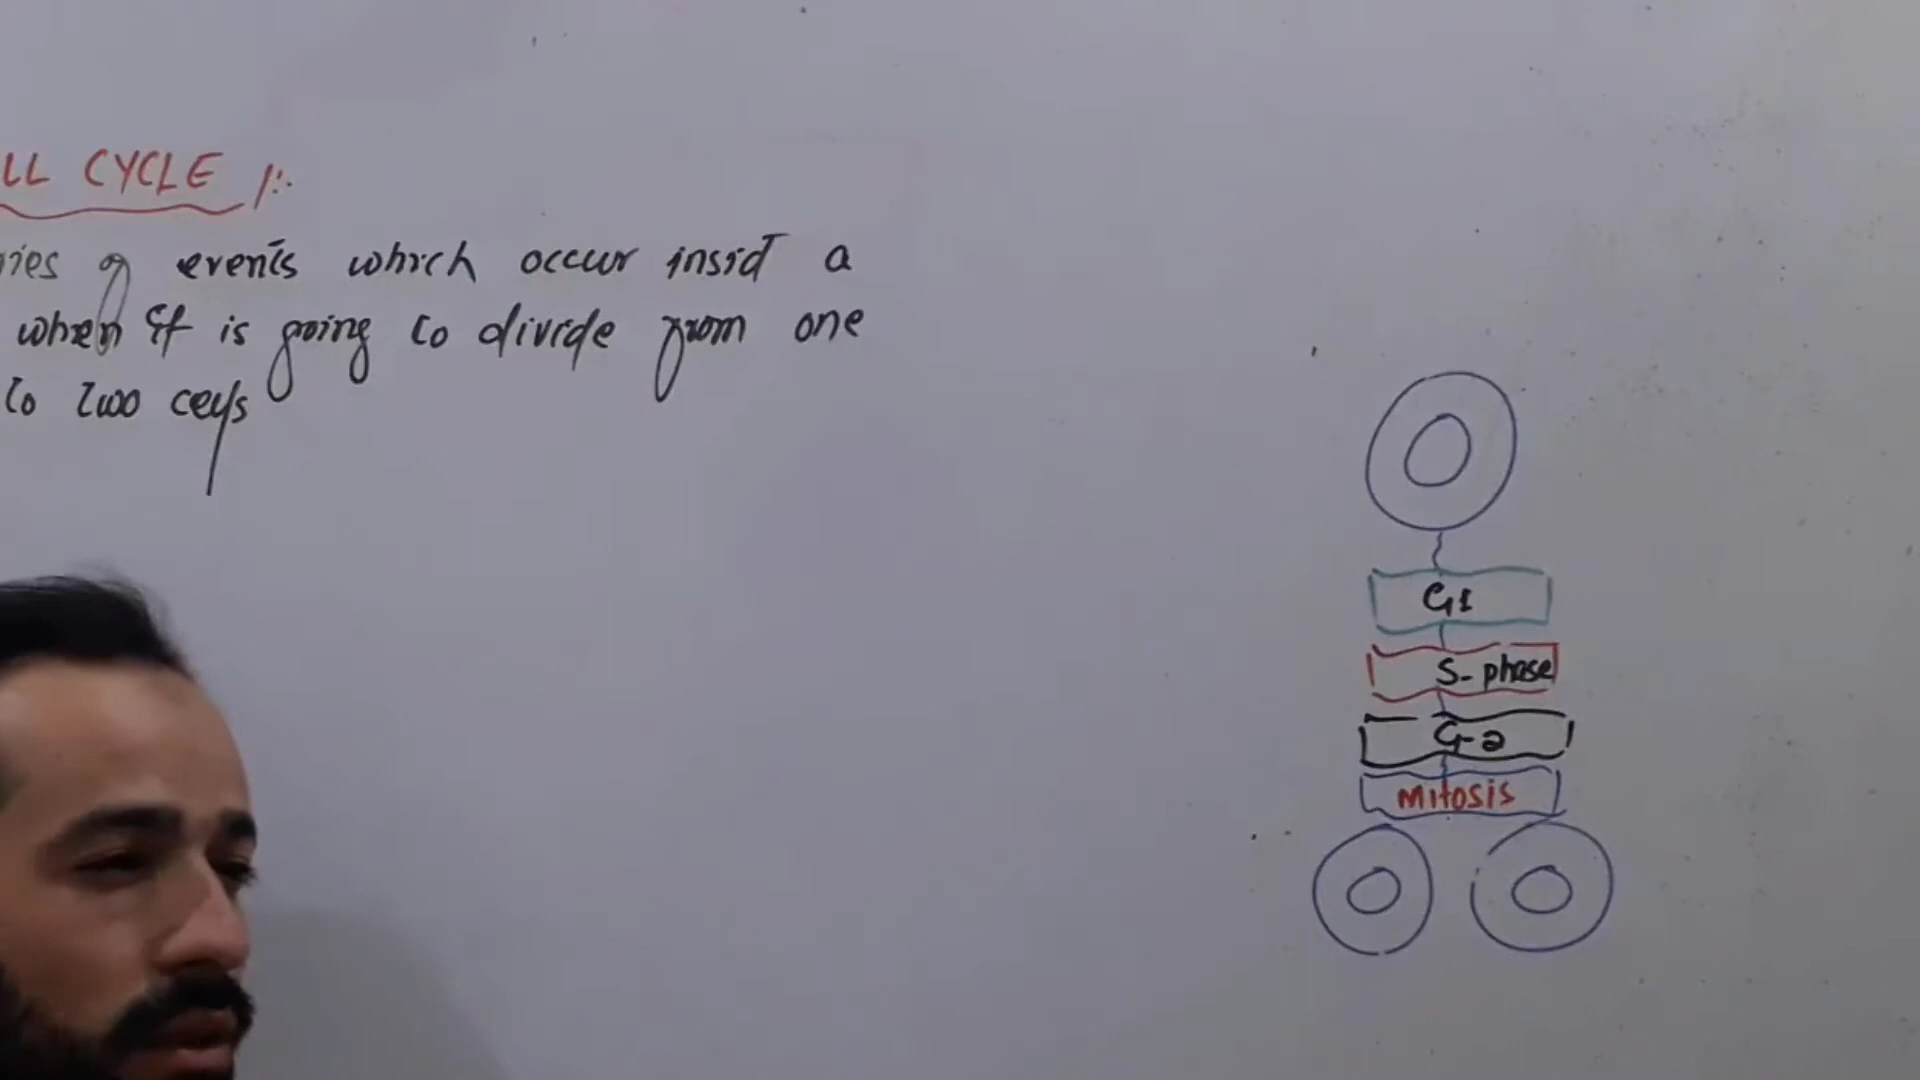 LL CYCLE :-
ries of events which occur insid a
when it is going to divide from one
to two cells
G1
S- phase
G-2
Mitosis